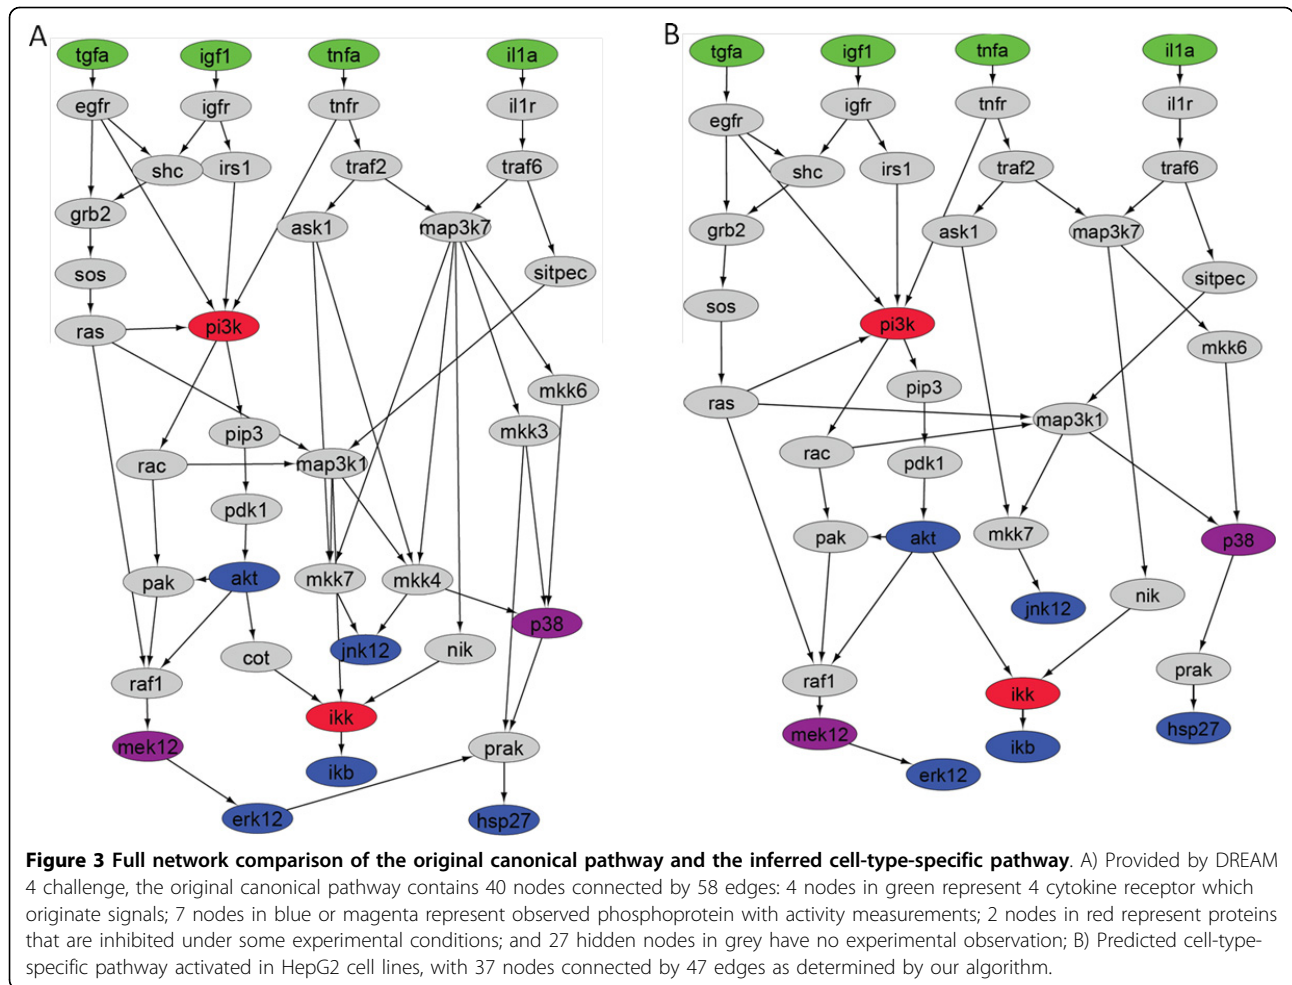 A
B
tgfa igf1 tnfa il1a
egfr igfr tnfr il1r
shc irs1 traf2 traf6
grb2 ask1 map3k7
sos sitpec
ras pi3k
mkk6
pip3 mkk3
rac map3k1
pdk1
pak akt mkk7 mkk4
p38
cot jnk12 nik
raf1
ikk
mek12 prak
ikb
erk12 hsp27
tgfa igf1 tnfa il1a
egfr igfr tnfr il1r
shc irs1 traf2 traf6
grb2 ask1 map3k7
sitpec
sos
pi3k
mkk6
pip3
ras
map3k1
rac pdk1
pak akt mkk7 p38
jnk12 nik
raf1 ikk prak
mek12 ikb hsp27
erk12
Figure 3 Full network comparison of the original canonical pathway and the inferred cell-type-specific pathway. A) Provided by DREAM
4 challenge, the original canonical pathway contains 40 nodes connected by 58 edges: 4 nodes in green represent 4 cytokine receptor which
originate signals; 7 nodes in blue or magenta represent observed phosphoprotein with activity measurements; 2 nodes in red represent proteins
that are inhibited under some experimental conditions; and 27 hidden nodes in grey have no experimental observation; B) Predicted cell-type-
specific pathway activated in HepG2 cell lines, with 37 nodes connected by 47 edges as determined by our algorithm.